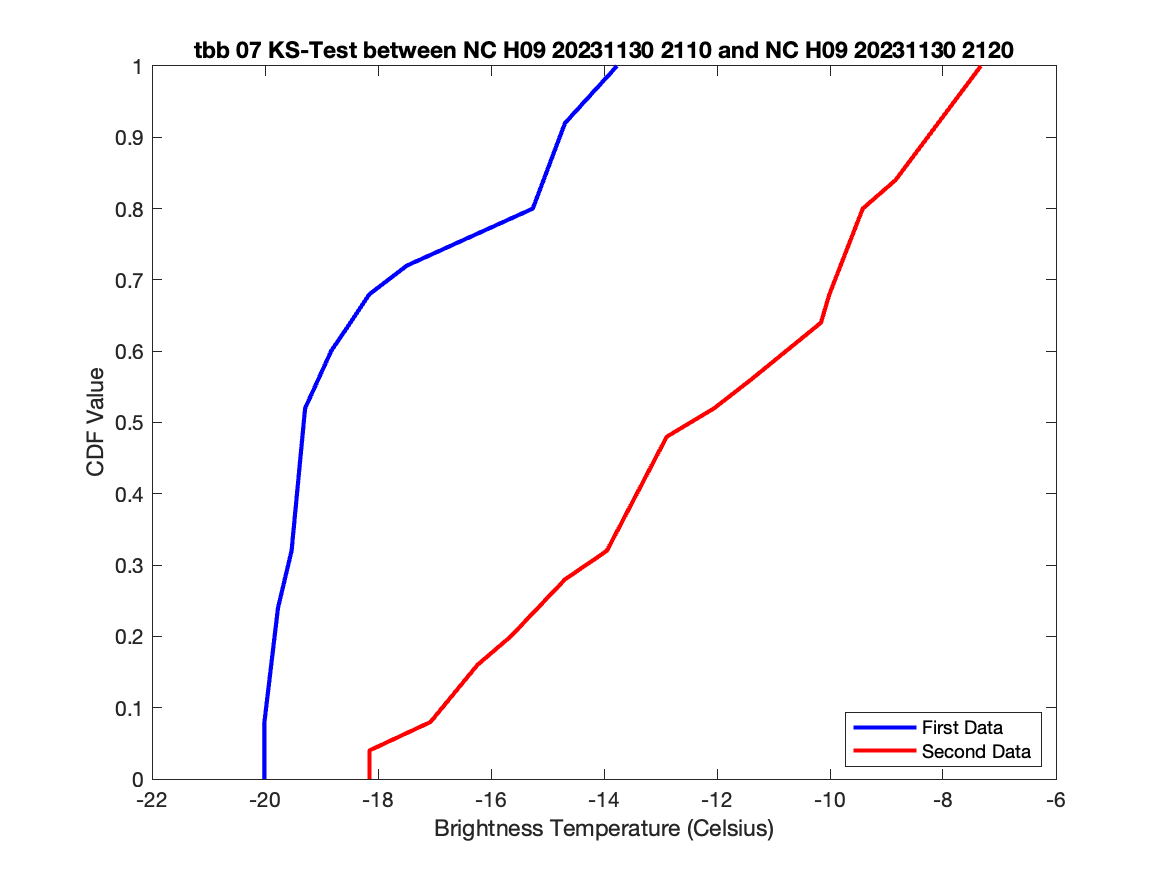 tbb 07 KS-Test between NC H09 20231130 2110 and NC H09 20231130 2120
1
0.9
0.8
0.7
0.6
0.5
0.4
0.3
0.2
0.1
0
CDF Value
First Data
Second Data
-22 -20 -18 -16 -14 -12 -10 -8 -6
Brightness Temperature (Celsius)